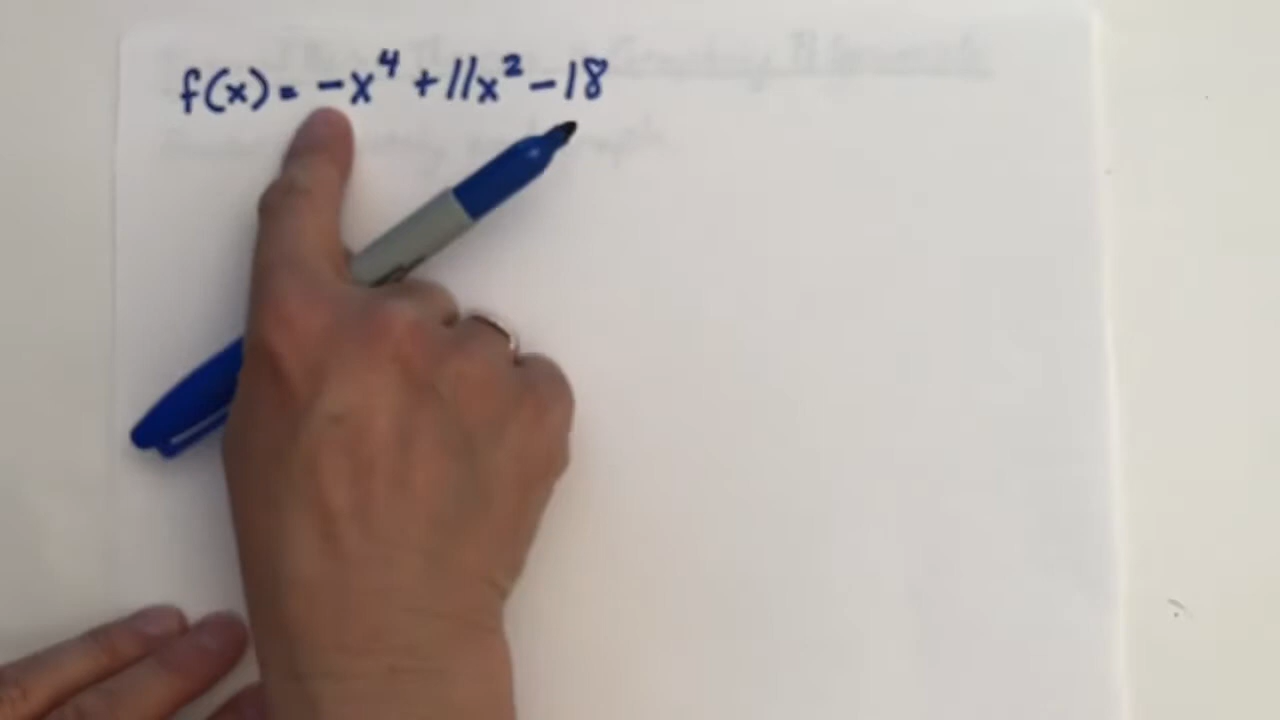 f(x) = -x⁴ + 11x² - 18